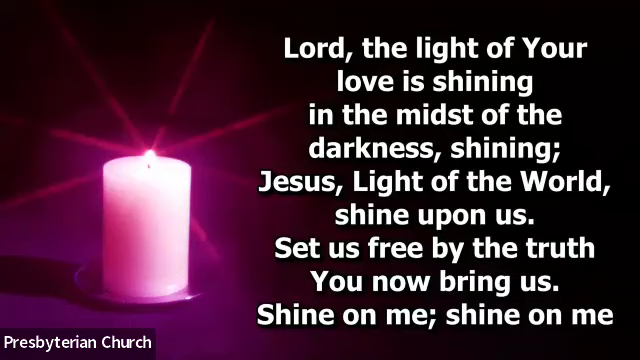 Lord, the light of Your
love is shining
in the midst of the
darkness, shining;
Jesus, Light of the World,
shine upon us.
Set us free by the truth
You now bring us.
Shine on me; shine on me
Presbyterian Church